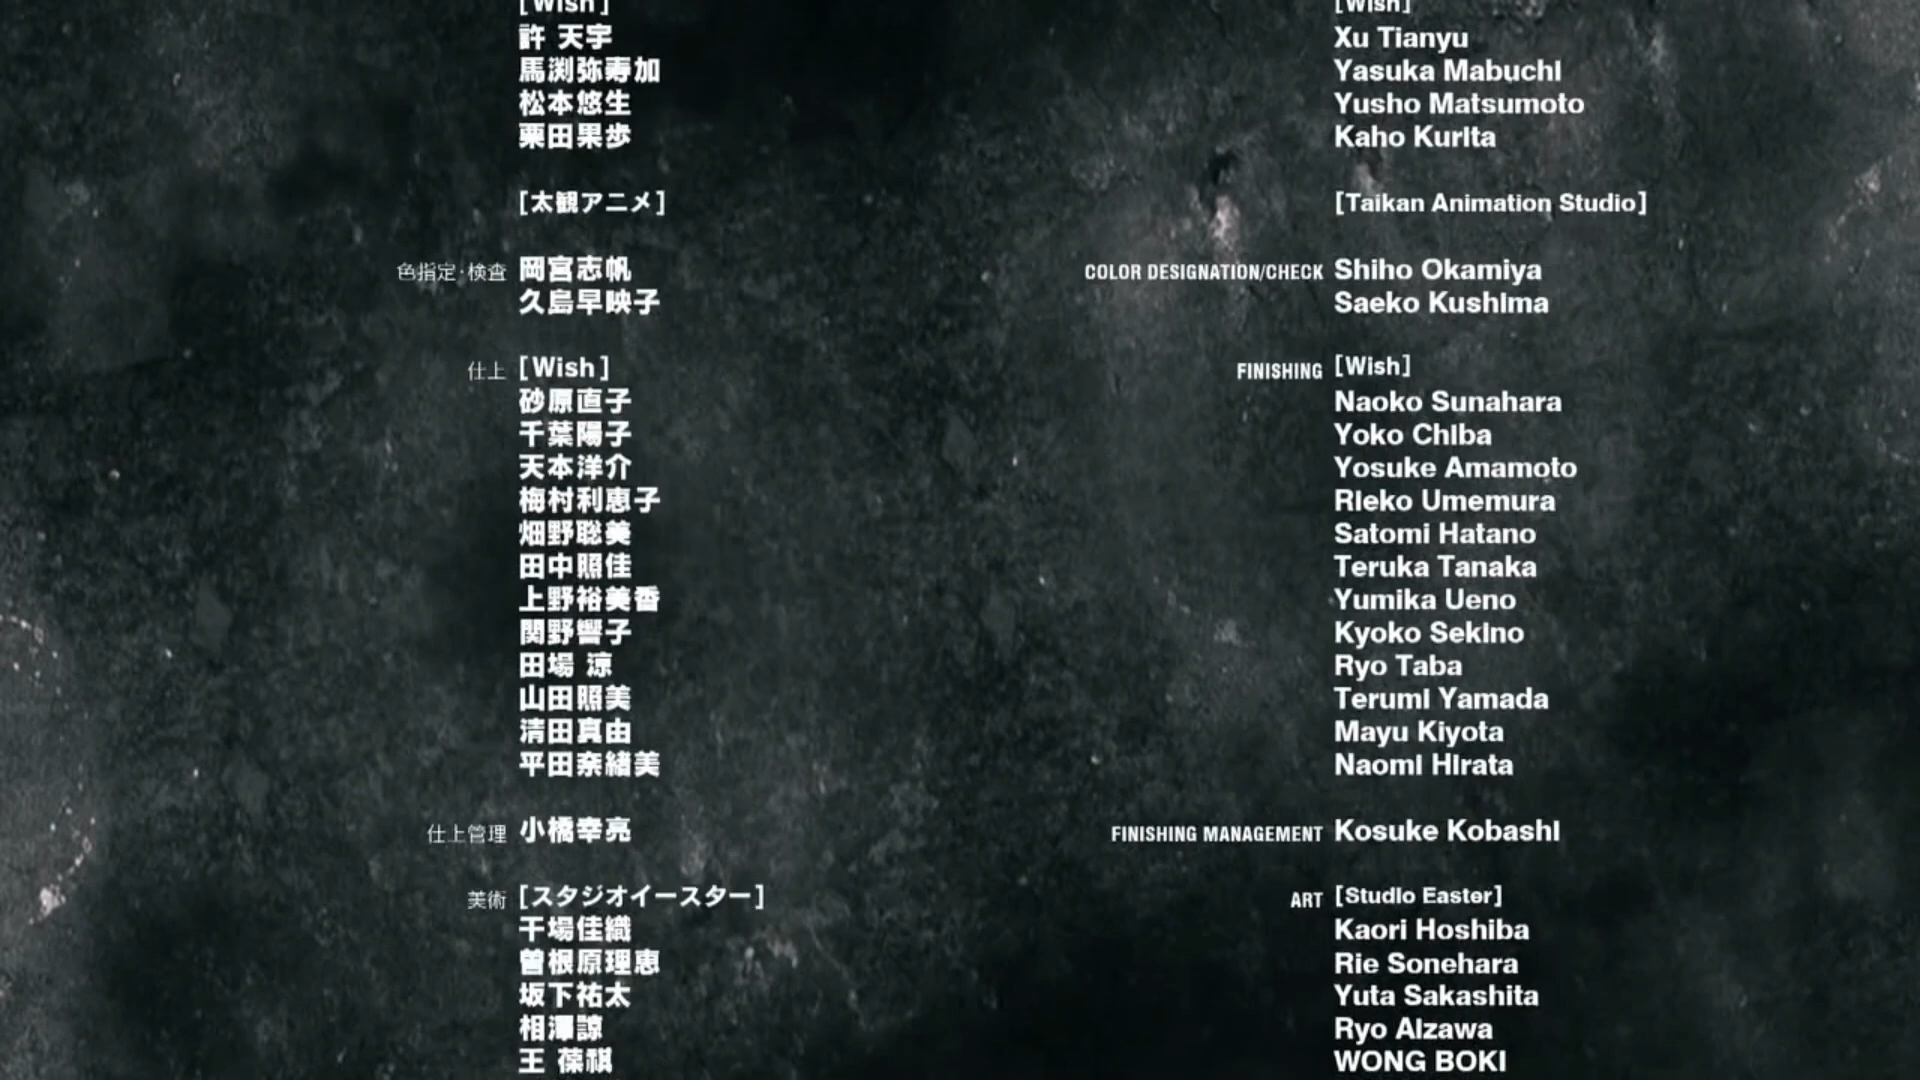 [Wish]
許 天宇
馬渕弥寿加
松本悠生
栗田果歩
[太観アニメ]
色指定·検査 岡宮志帆
久島早映子
仕上 [Wish]
砂原直子
千葉陽子
天本洋介
梅村利恵子
畑野聡美
田中照佳
上野裕美香
関野響子
田場 涼
山田照美
清田真由
平田奈緒美
仕上管理 小橋幸亮
美術 [スタジオイースター]
干場佳織
曽根原理恵
坂下祐太
相澤諒
王 葆祺
[Wish]
Xu Tianyu
Yasuka Mabuchi
Yusho Matsumoto
Kaho Kurita
[Taikan Animation Studio]
COLOR DESIGNATION/CHECK Shiho Okamiya
Saeko Kushima
FINISHING [Wish]
Naoko Sunahara
Yoko Chiba
Yosuke Amamoto
Rieko Umemura
Satomi Hatano
Teruka Tanaka
Yumika Ueno
Kyoko Sekino
Ryo Taba
Terumi Yamada
Mayu Kiyota
Naomi Hirata
FINISHING MANAGEMENT Kosuke Kobashi
ART [Studio Easter]
Kaori Hoshiba
Rie Sonehara
Yuta Sakashita
Ryo Aizawa
WONG BOKI